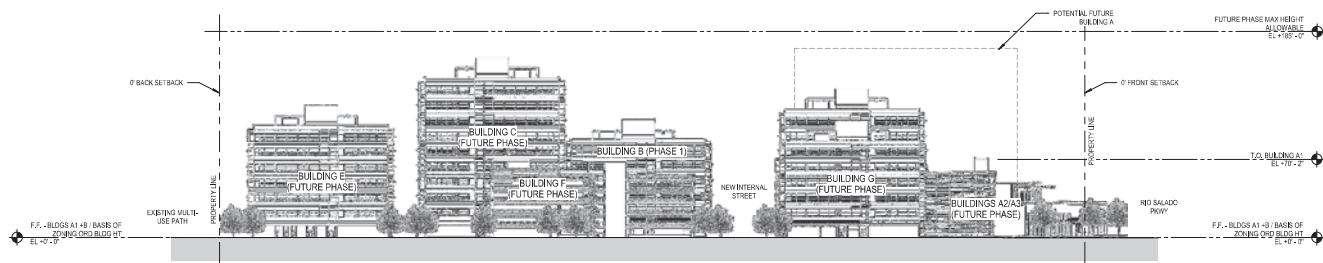 POTENTIAL FUTURE
BUILDING A
FUTURE PHASE MAX HEIGHT
ALLOWABLE
EL +185' - 0"
0' BACK SETBACK
0' FRONT SETBACK
BUILDING C
(FUTURE PHASE)
BUILDING B (PHASE 1)
PROPERTY LINE
T.O. BUILDING A1
EL +70' - 2"
BUILDING E
(FUTURE PHASE)
BUILDING F
(FUTURE PHASE)
BUILDING G
(FUTURE PHASE)
PROPERTY LINE
NEW INTERNAL
STREET
BUILDINGS A2/A3
(FUTURE PHASE)
EXISTING MULTI-
USE PATH
RIO SALADO
PKWY
F.F. - BLDGS A1 +B / BASIS OF
ZONING ORD BLDG HT
EL +0' - 0"
F.F. - BLDGS A1 +B / BASIS OF
ZONING ORD BLDG HT
EL +0' - 0"